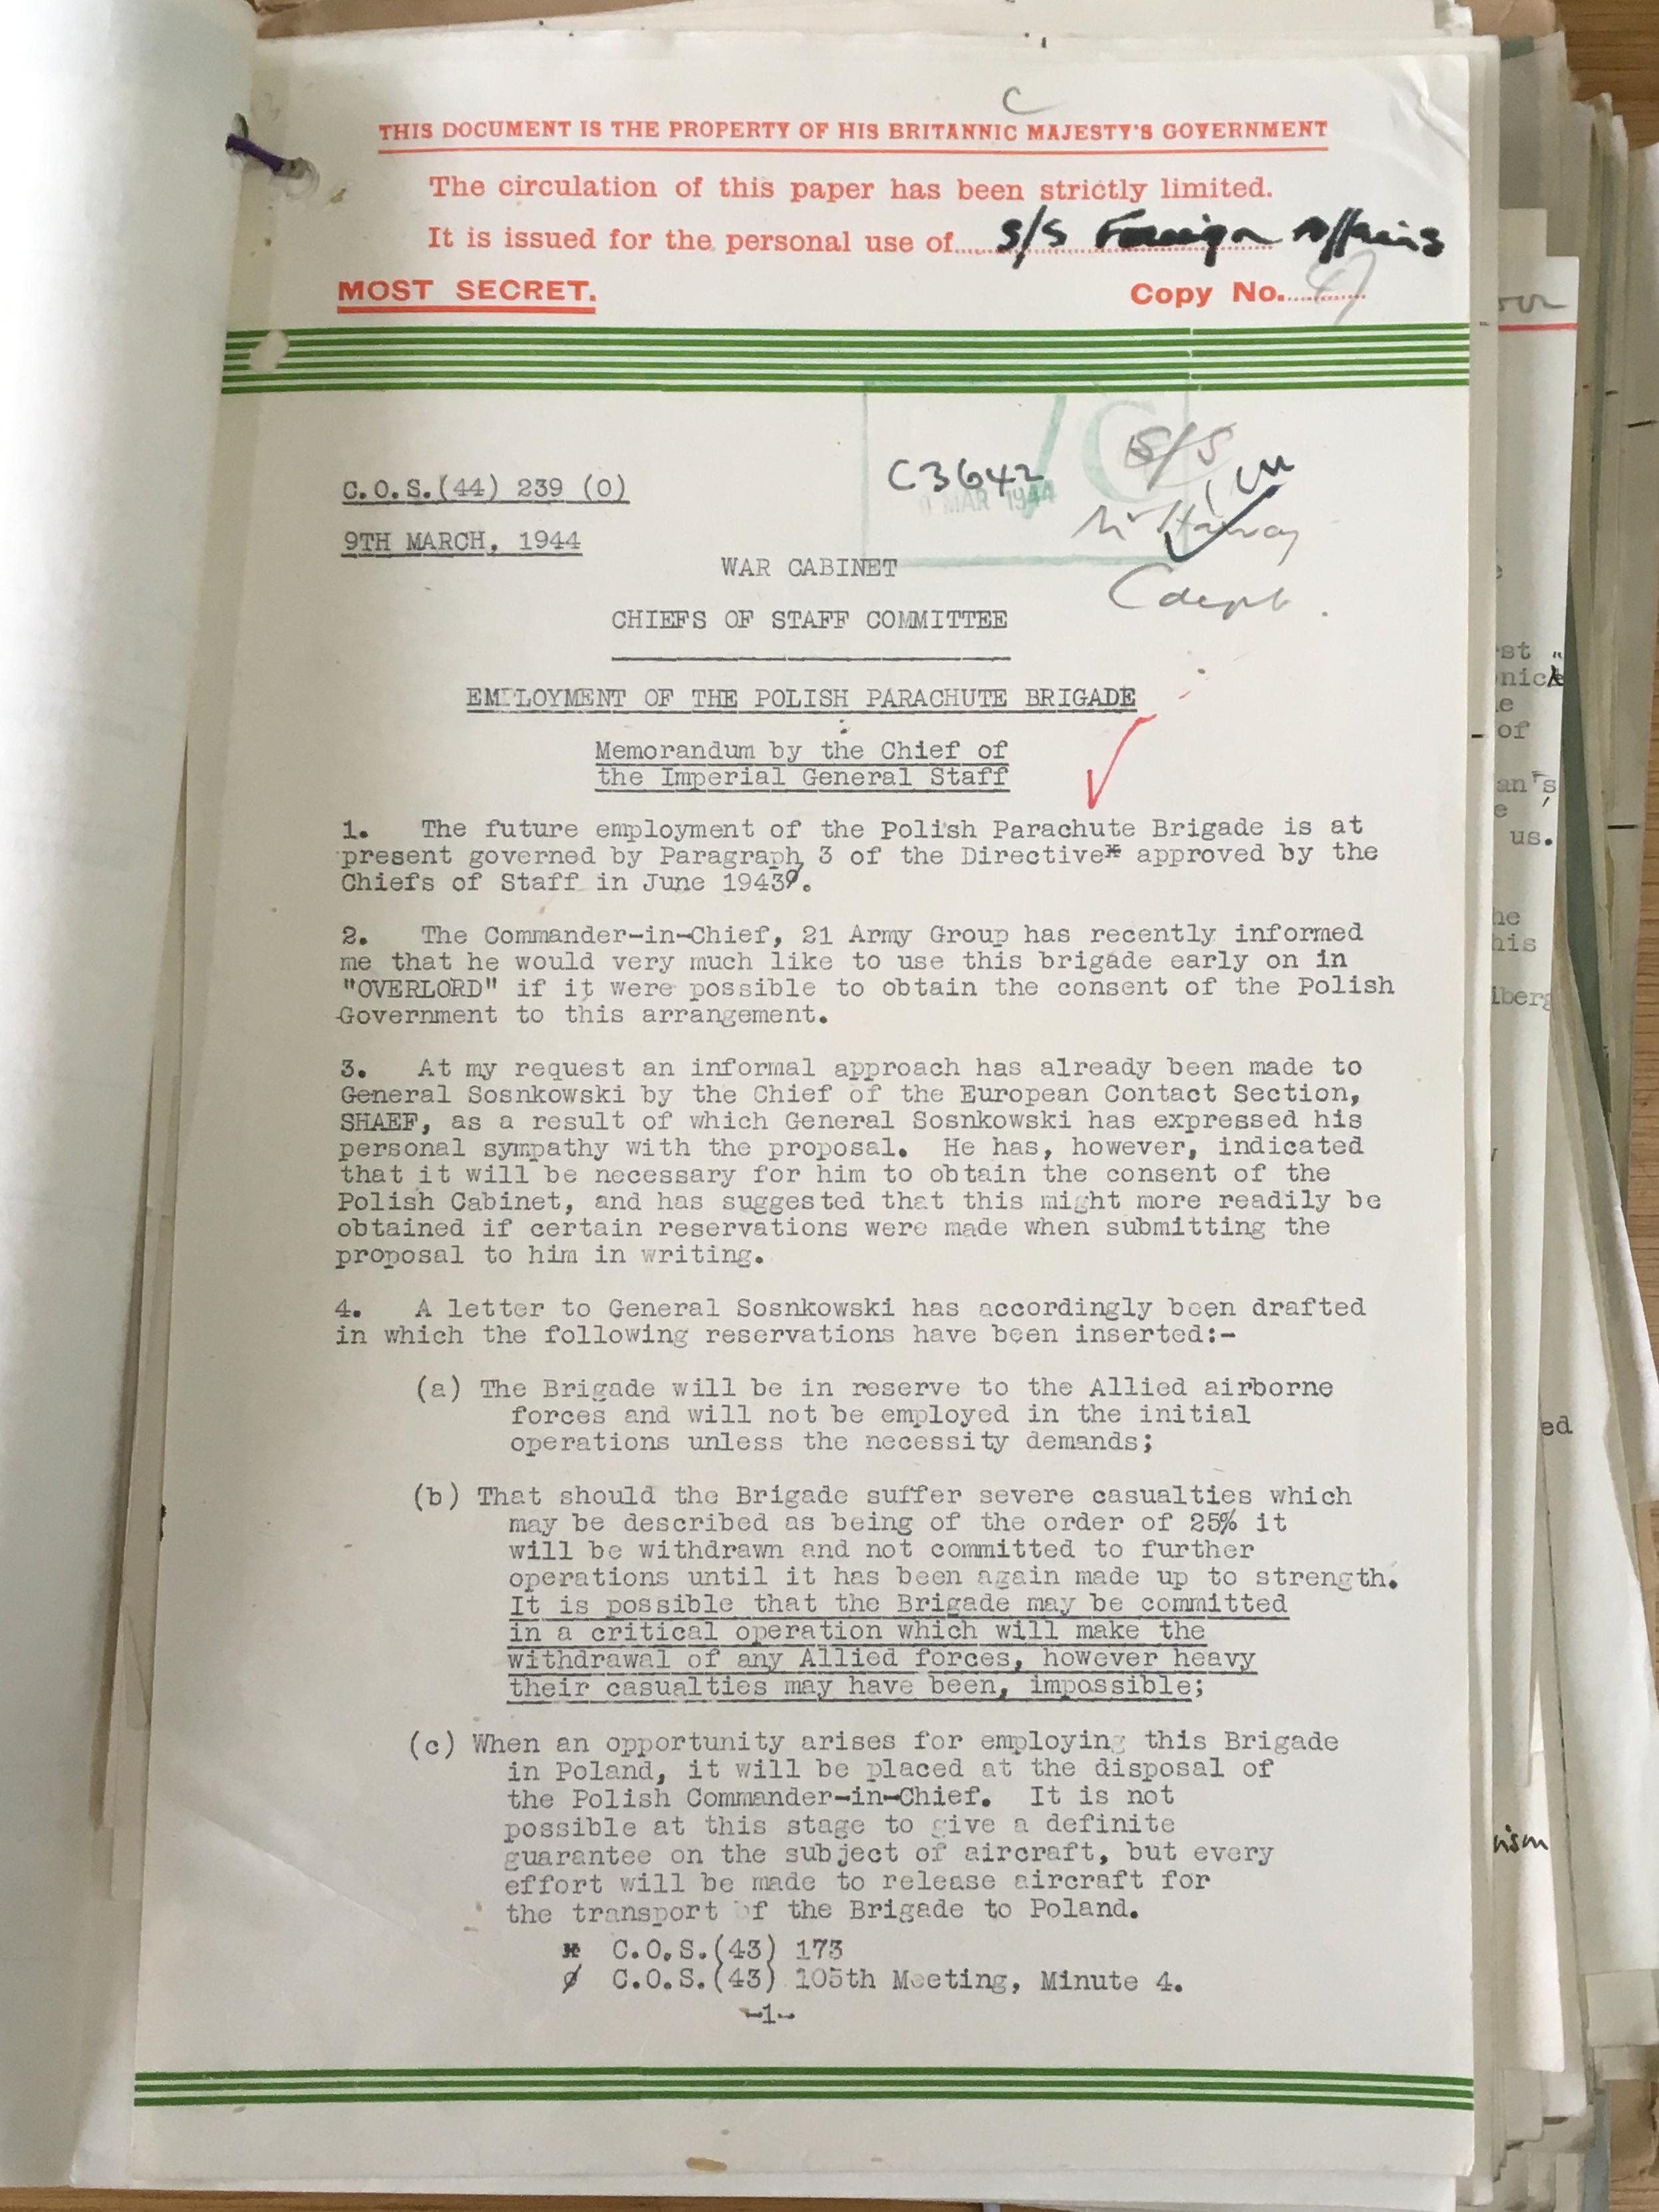 C
THIS DOCUMENT IS THE PROPERTY OF HIS BRITANNIC MAJESTY'S GOVERNMENT
The circulation of this paper has been strictly limited.
It is issued for the personal use of.....S/S Foreign Affairs
MOST SECRET.
Copy No.
C.O.S.(44) 239 (O)
C3642
S/S
MAR 1944
9TH MARCH, 1944
Mr Harvey
WAR CABINET
C dept.
CHIEFS OF STAFF COMMITTEE
EMPLOYMENT OF THE POLISH PARACHUTE BRIGADE
Memorandum by the Chief of
the Imperial General Staff
1. The future employment of the Polish Parachute Brigade is at
present governed by Paragraph 3 of the Directive* approved by the
Chiefs of Staff in June 1943∅.
2. The Commander-in-Chief, 21 Army Group has recently informed
me that he would very much like to use this brigade early on in
"OVERLORD" if it were possible to obtain the consent of the Polish
Government to this arrangement.
3. At my request an informal approach has already been made to
General Sosnkowski by the Chief of the European Contact Section,
SHAEF, as a result of which General Sosnkowski has expressed his
personal sympathy with the proposal. He has, however, indicated
that it will be necessary for him to obtain the consent of the
Polish Cabinet, and has suggested that this might more readily be
obtained if certain reservations were made when submitting the
proposal to him in writing.
4. A letter to General Sosnkowski has accordingly been drafted
in which the following reservations have been inserted:-
(a) The Brigade will be in reserve to the Allied airborne
forces and will not be employed in the initial
operations unless the necessity demands;
(b) That should the Brigade suffer severe casualties which
may be described as being of the order of 25% it
will be withdrawn and not committed to further
operations until it has been again made up to strength.
It is possible that the Brigade may be committed
in a critical operation which will make the
withdrawal of any Allied forces, however heavy
their casualties may have been, impossible;
(c) When an opportunity arises for employing this Brigade
in Poland, it will be placed at the disposal of
the Polish Commander-in-Chief. It is not
possible at this stage to give a definite
guarantee on the subject of aircraft, but every
effort will be made to release aircraft for
the transport of the Brigade to Poland.
* C.O.S.(43) 173
∅ C.O.S.(43) 105th Meeting, Minute 4.
-1-